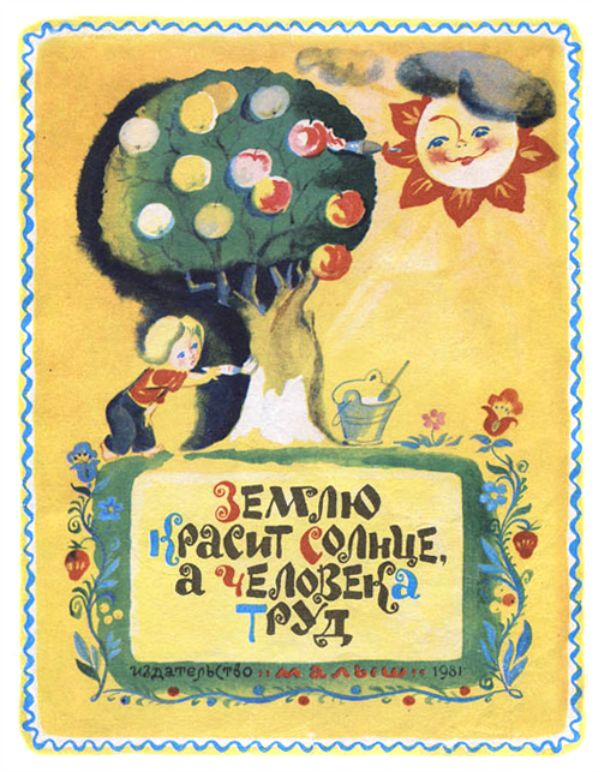 Землю
красит солнце,
а человека
труд
издательство „малыш“ 1981